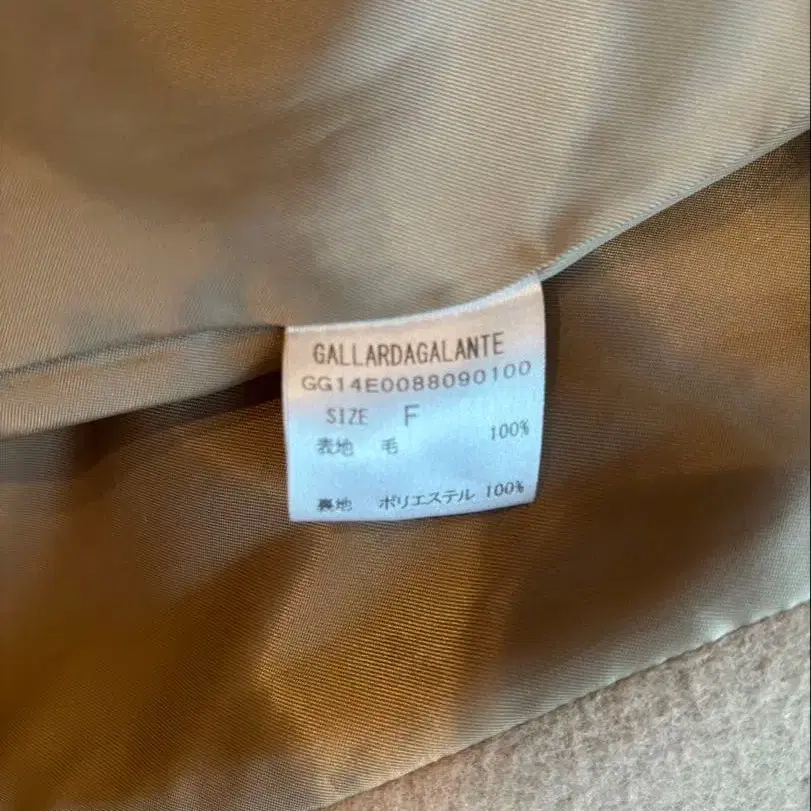 GALLARDAGALANTE
GG14E0088090100
SIZE F
表地 毛 100%
裏地 ポリエステル 100%